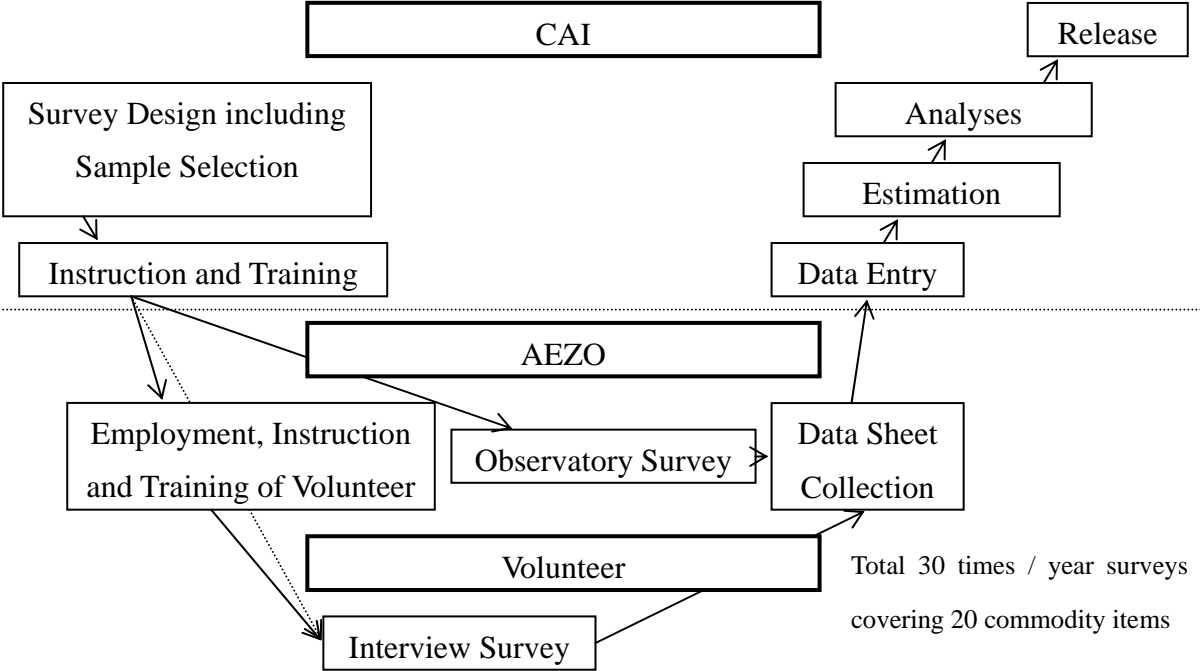 CAI
Release
Survey Design including
Sample Selection
Analyses
Estimation
Instruction and Training
Data Entry
AEZO
Employment, Instruction
and Training of Volunteer
Observatory Survey
Data Sheet
Collection
Volunteer
Total 30 times / year surveys
covering 20 commodity items
Interview Survey